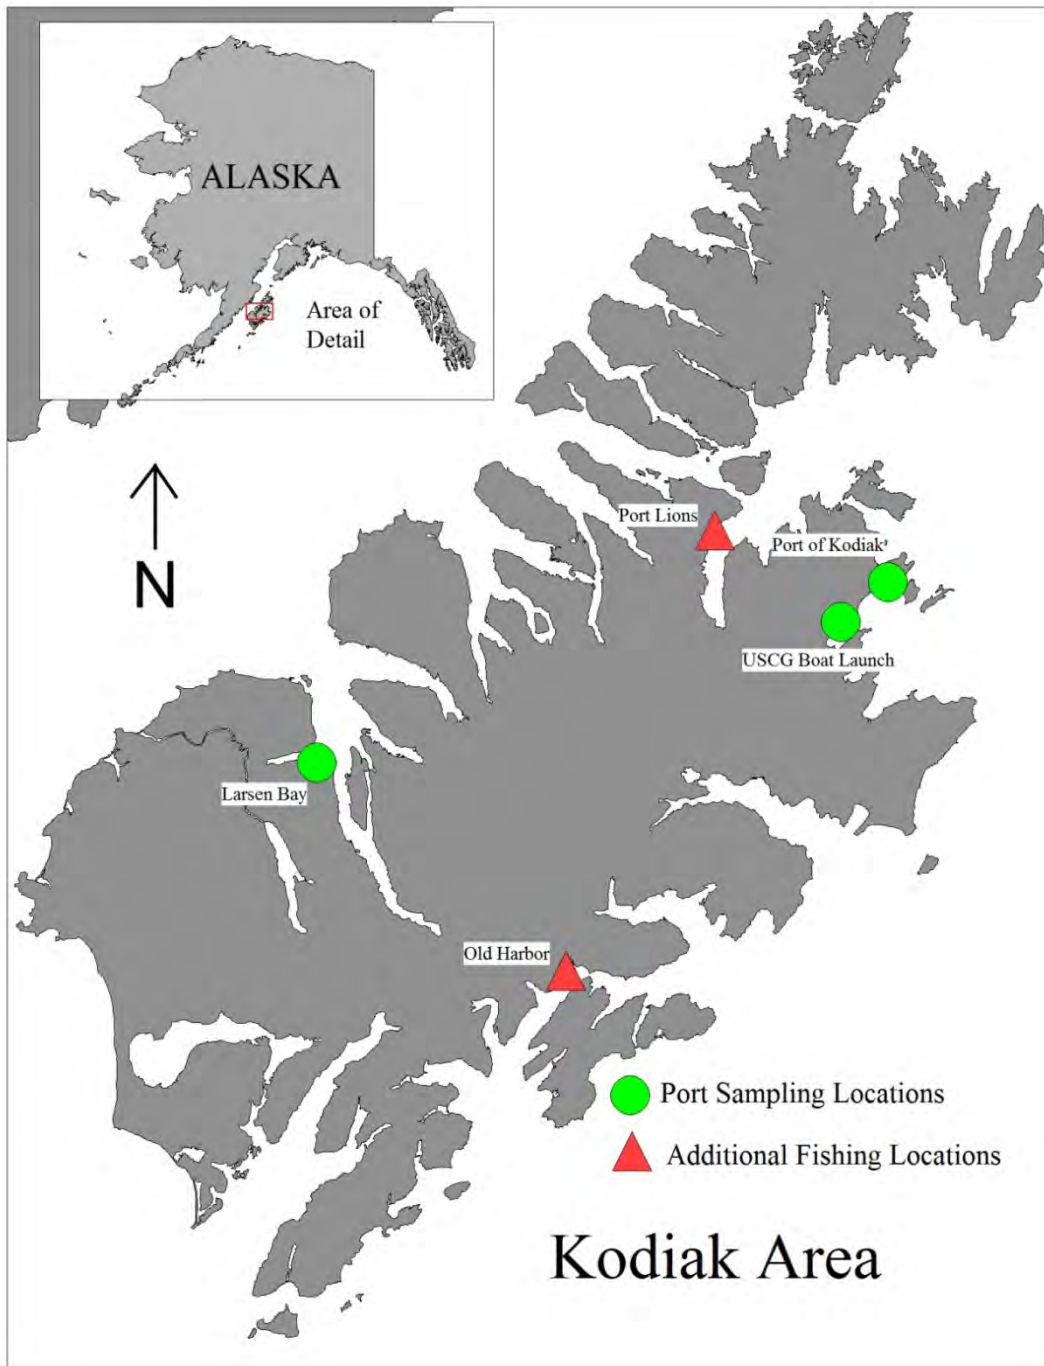 ALASKA
Area of
Detail
N
Port Lions
Port of Kodiak
USCG Boat Launch
Larsen Bay
Old Harbor
Port Sampling Locations
Additional Fishing Locations
Kodiak Area